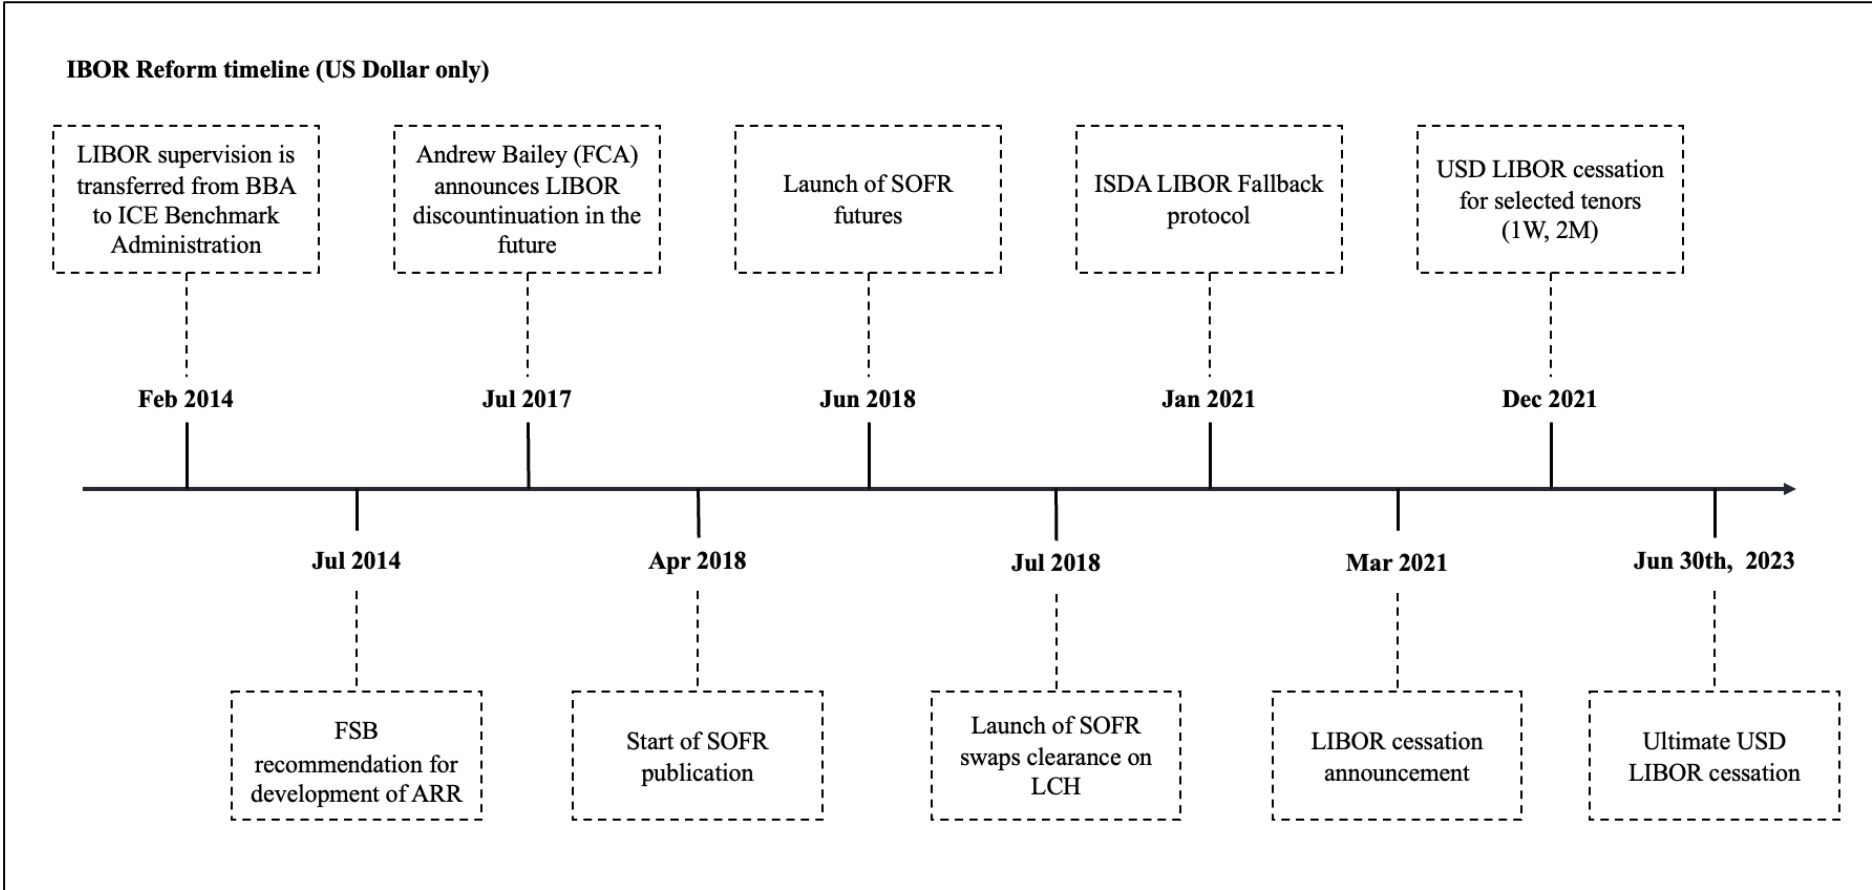 IBOR Reform timeline (US Dollar only)
LIBOR supervision is
transferred from BBA
to ICE Benchmark
Administration
Andrew Bailey (FCA)
announces LIBOR
discountinuation in the
future
Launch of SOFR
futures
ISDA LIBOR Fallback
protocol
USD LIBOR cessation
for selected tenors
(1W, 2M)
Feb 2014
Jul 2017
Jun 2018
Jan 2021
Dec 2021
Jul 2014
Apr 2018
Jul 2018
Mar 2021
Jun 30th, 2023
FSB
recommendation for
development of ARR
Start of SOFR
publication
Launch of SOFR
swaps clearance on
LCH
LIBOR cessation
announcement
Ultimate USD
LIBOR cessation